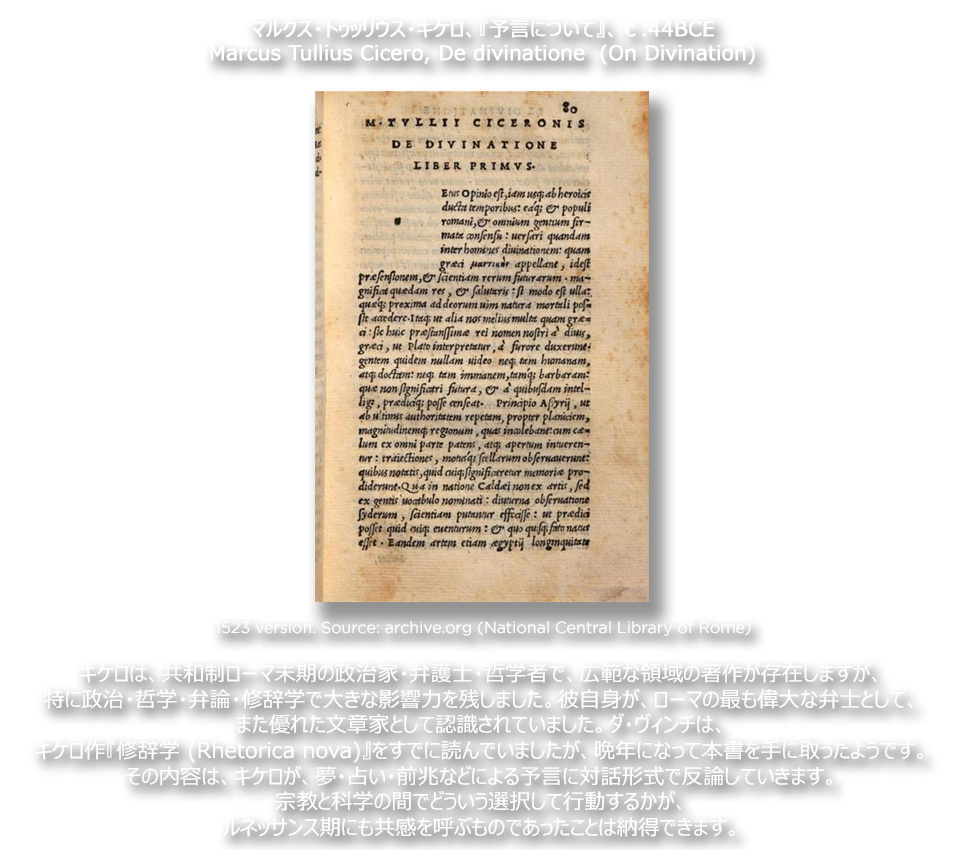 マルクス・トゥッリウス・キケロ、『予言について』、 c .44BCE
Marcus Tullius Cicero, De divinatione (On Divination)
80
M. TVLLII CICERONIS
DE DIVINATIONE
LIBER PRIMVS.
Etus Opinio est, iam usq; ab heroicis
ducta temporibus: eaq; & populi
romani, & omnium gentium fir-
mata consensu: uersari quandam
inter homines diuinationem: quam
græci appellant, idest
præsensionem, & scientiam rerum futurarum. ma-
gnifica quædam res, & salutaris: si modo est ulla:
quæq; proxima ad deorum uim natura mortali pos-
sit accedere. Itaq; ut alia nos melius multa quam græ-
ci: sic huic præstantissimæ rei nomen nostri à diuis,
græci, ut Plato interpretatur, à furore duxerunt.
gentem quidem nullam uideo neq; tam humanam,
atq; doctam: neq; tam immanem, tamq; barbaram:
quæ non significari futura, & à quibusdam intel-
ligi, prædiciq; posse censeat. Principio Assyrij, ut
ab ultimis authoritatem repetam, propter planiciem,
magnitudinemq; regionum, quas incolebant: cum cæ-
lum ex omni parte patens, atq; apertum intueren-
tur: traiectiones, motusq; stellarum obseruauerunt:
quibus notatis, quid cuiq; significaretur memoriæ pro-
diderunt. Qua in natione Caldæi non ex artis, sed
ex gentis uocabulo nominati: diuturna obseruatione
syderum, scientiam putantur effecisse: ut prædici
posset quid cuiq; euenturum: & quo quisq; fato natus
esset. Eandem artem etiam ægyptij longinquitate
1523 version. Source: archive.org (National Central Library of Rome)
キケロは、共和制ローマ末期の政治家・弁護士・哲学者で、広範な領域の著作が存在しますが、
特に政治・哲学・弁論・修辞学で大きな影響力を残しました。彼自身が、ローマの最も偉大な弁士として、
また優れた文章家として認識されていました。ダ・ヴィンチは、
キケロ作『修辞学 (Rhetorica nova)』をすでに読んでいましたが、晩年になって本書を手に取ったようです。
その内容は、キケロが、夢・占い・前兆などによる予言に対話形式で反論していきます。
宗教と科学の間でどういう選択して行動するかが、
ルネッサンス期にも共感を呼ぶものであったことは納得できます。